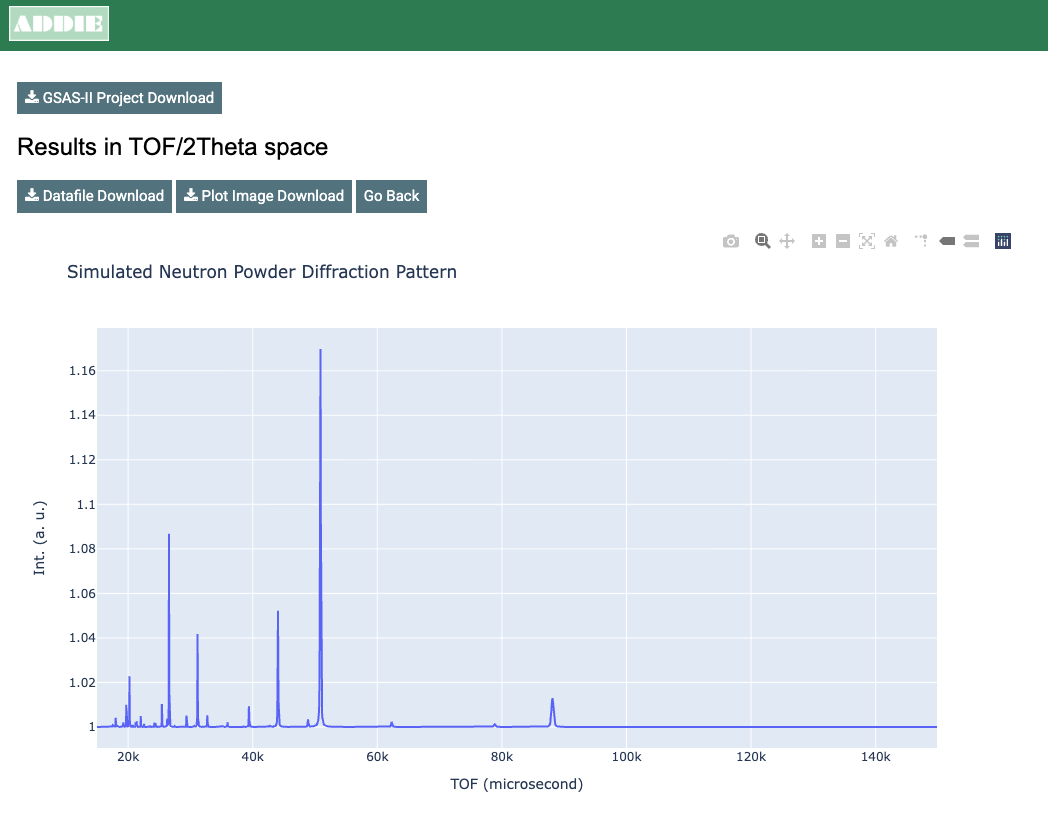 ADDIE
GSAS-II Project Download
Results in TOF/2Theta space
Datafile Download Plot Image Download Go Back
Simulated Neutron Powder Diffraction Pattern
1.16
1.14
1.12
1.1
1.08
1.06
1.04
1.02
1
Int. (a. u.)
20k 40k 60k 80k 100k 120k 140k
TOF (microsecond)